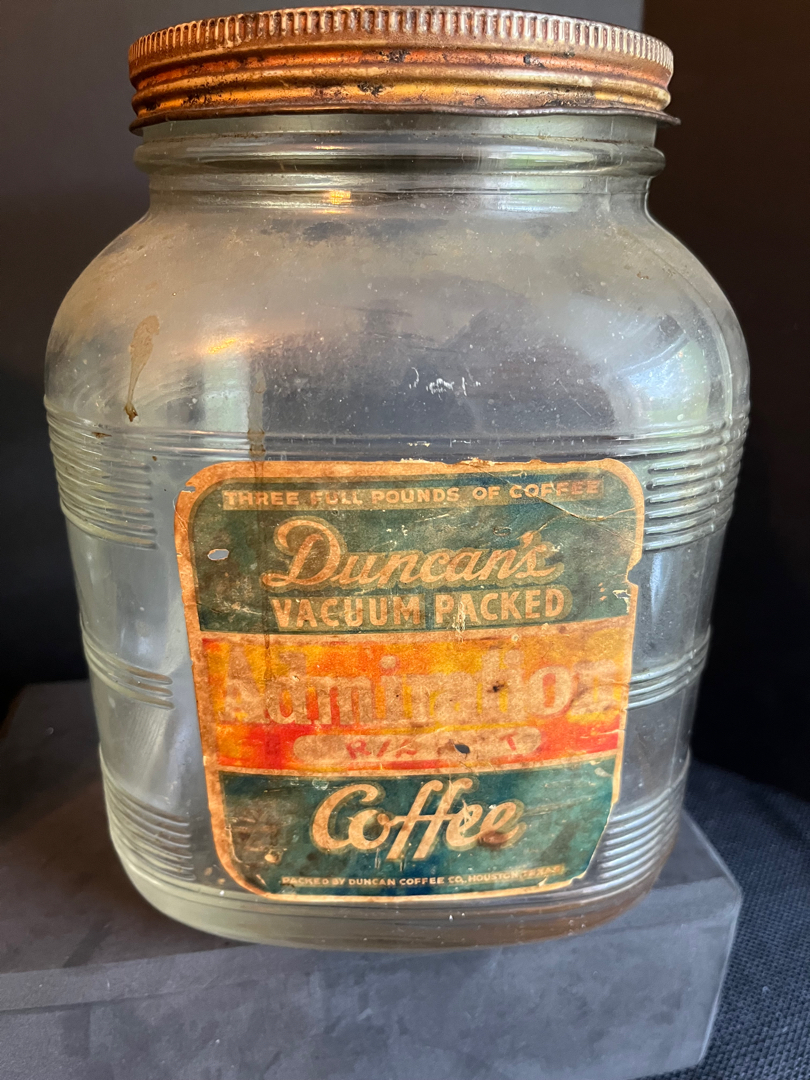 THREE FULL POUNDS OF COFFEE
Duncan's
VACUUM PACKED
Admiration
Coffee
PACKED BY DUNCAN COFFEE CO. HOUSTON, TEXAS